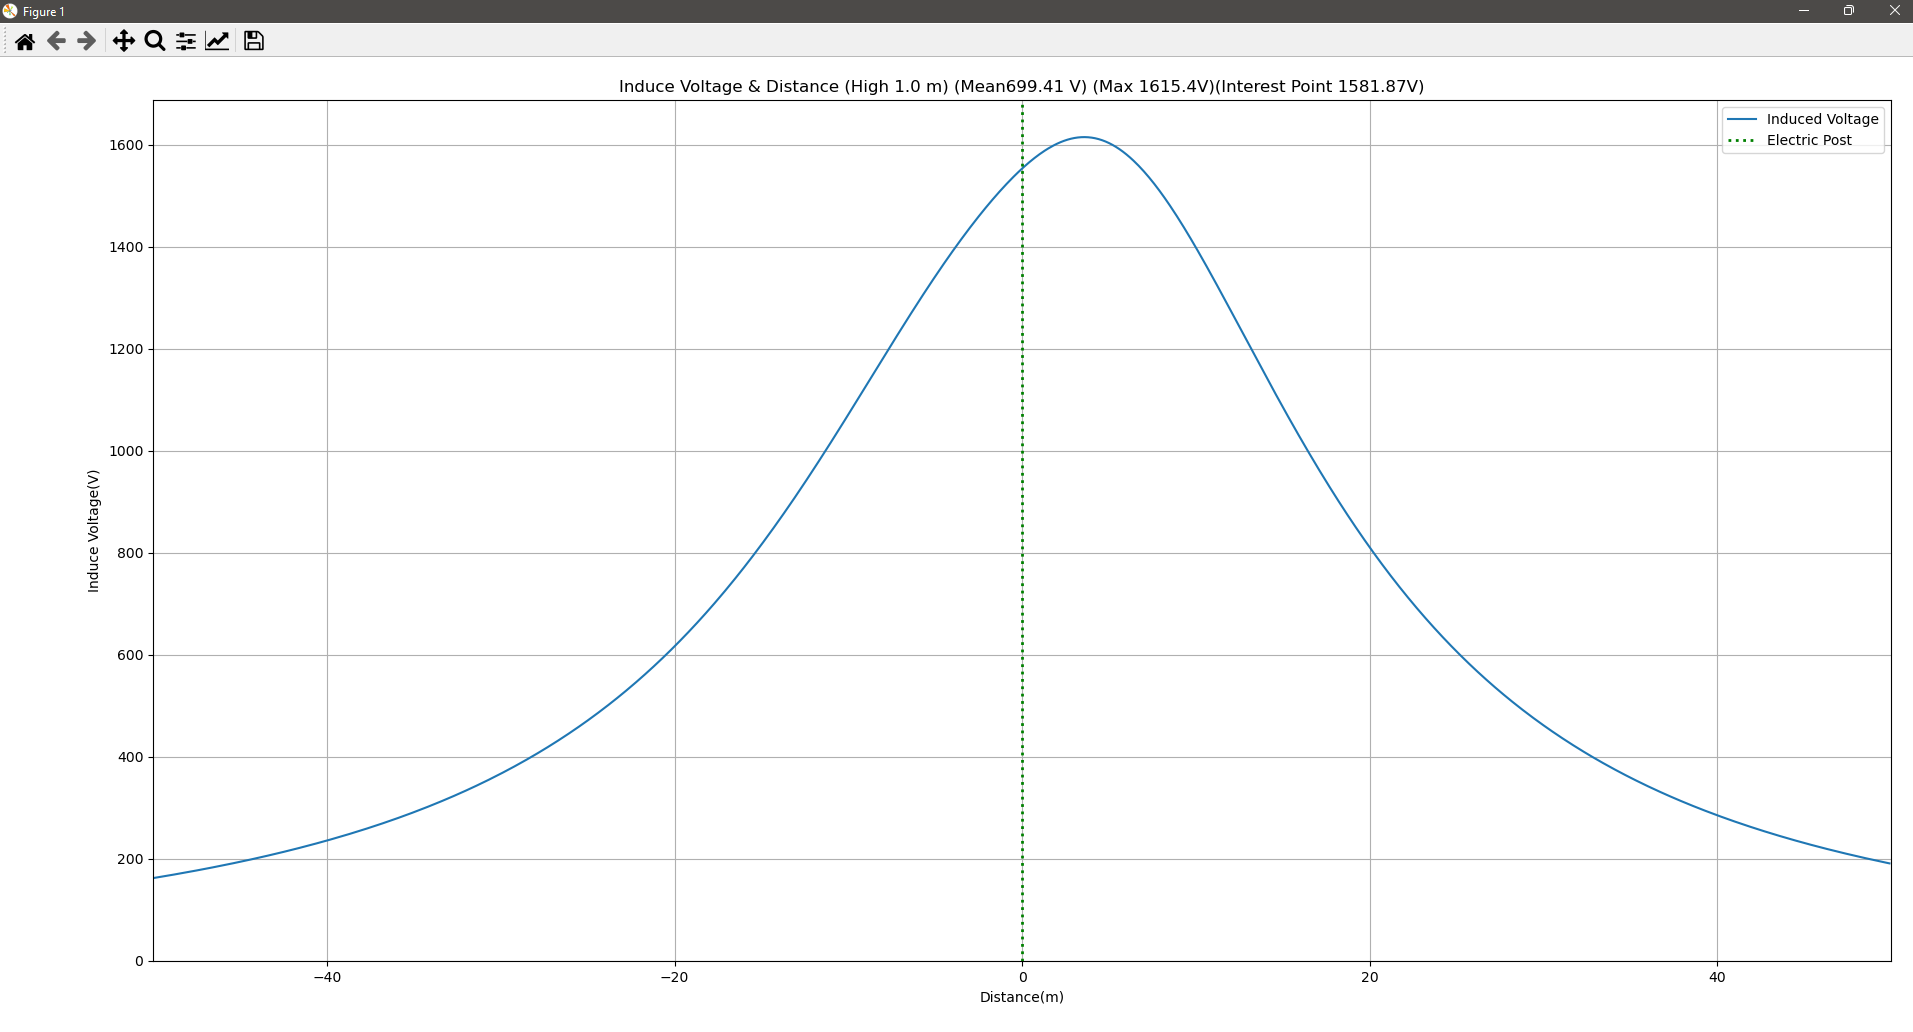 Figure 1
Induce Voltage & Distance (High 1.0 m) (Mean699.41 V) (Max 1615.4V)(Interest Point 1581.87V)
Induced Voltage
Electric Post
1600
1400
1200
1000
800
600
400
200
0
Induce Voltage(V)
−40
−20
0
20
40
Distance(m)